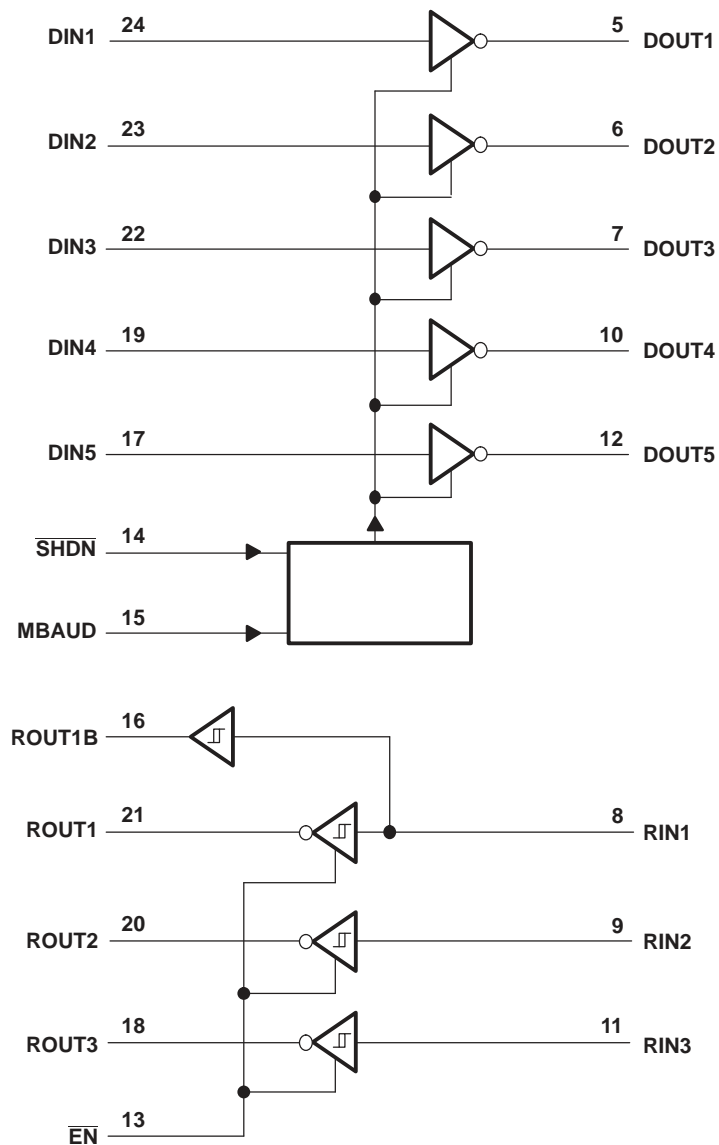 DIN1 24 5 DOUT1
DIN2 23 6 DOUT2
DIN3 22 7 DOUT3
DIN4 19 10 DOUT4
DIN5 17 12 DOUT5
S̅H̅D̅N̅ 14
MBAUD 15
ROUT1B 16
ROUT1 21 8 RIN1
ROUT2 20 9 RIN2
ROUT3 18 11 RIN3
E̅N̅ 13